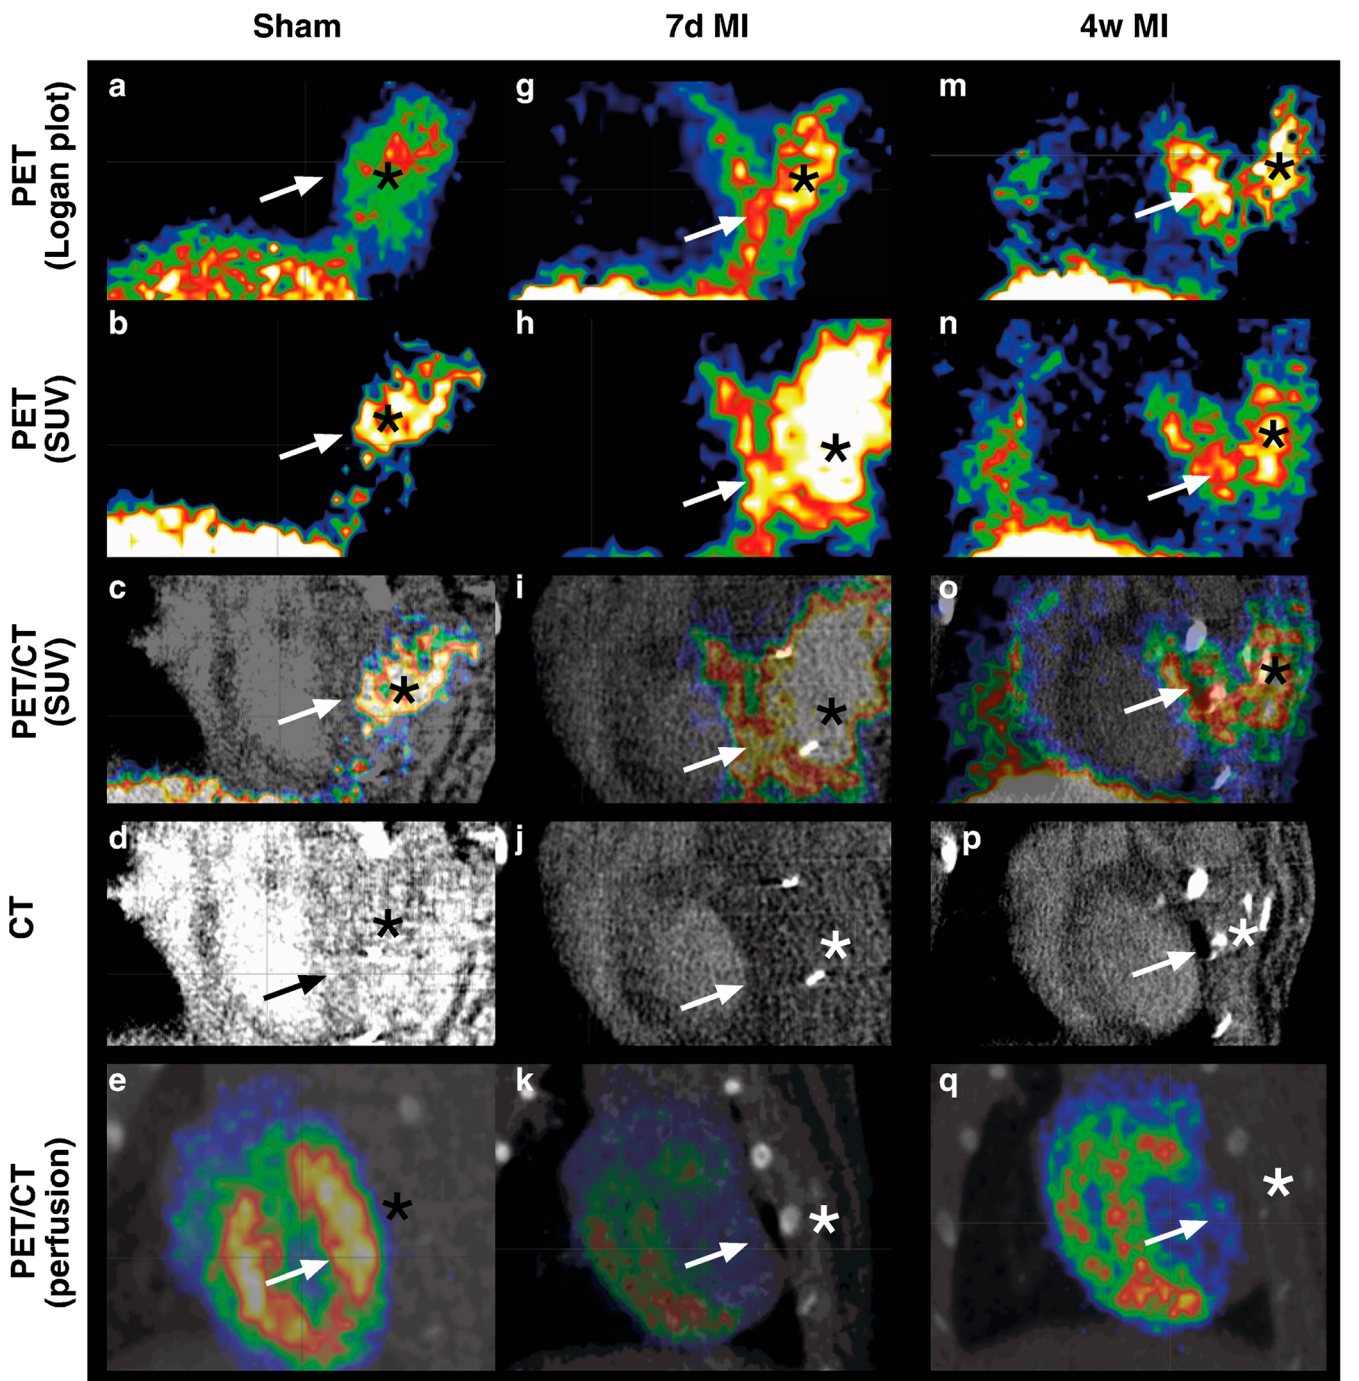 Sham 7d MI 4w MI
PET
(Logan plot)
a g m
PET
(SUV)
b h n
PET/CT
(SUV)
c i o
CT
d j p
PET/CT
(perfusion)
e k q